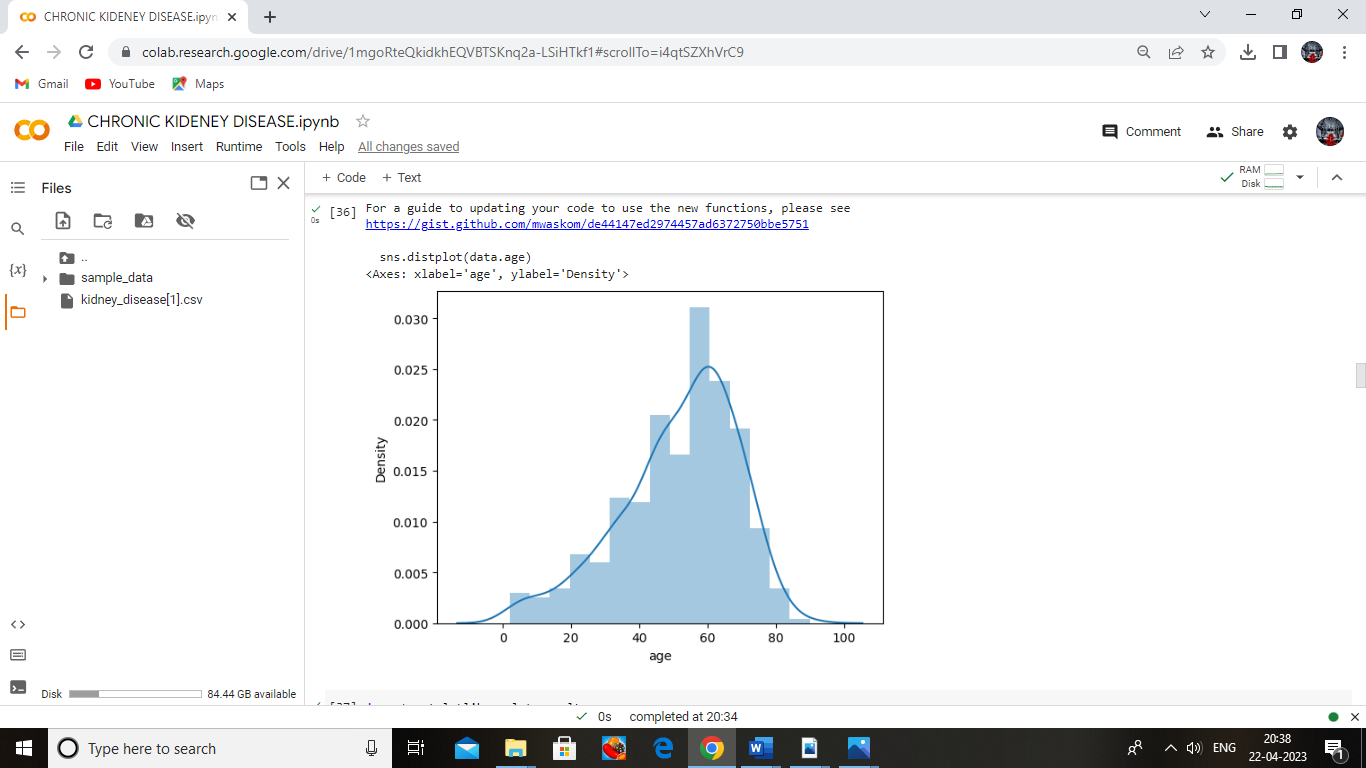 CHRONIC KIDENEY DISEASE.ipyn
colab.research.google.com/drive/1mgoRteQkidkhEQVBTSKnq2a-LSiHTkf1#scrollTo=i4qtSZXhVrC9
Gmail YouTube Maps
CHRONIC KIDENEY DISEASE.ipynb
Comment Share
File Edit View Insert Runtime Tools Help All changes saved
Files
+ Code + Text
RAM
Disk
[36] For a guide to updating your code to use the new functions, please see
0s
https://gist.github.com/mwaskom/de44147ed2974457ad6372750bbe5751
sns.distplot(data.age)
<Axes: xlabel='age', ylabel='Density'>
{x}
..
sample_data
kidney_disease[1].csv
0.030
0.025
0.020
0.015
0.010
0.005
0.000
Density
0 20 40 60 80 100
age
Disk 84.44 GB available
0s completed at 20:34
Type here to search
ENG
20:38
22-04-2023
1